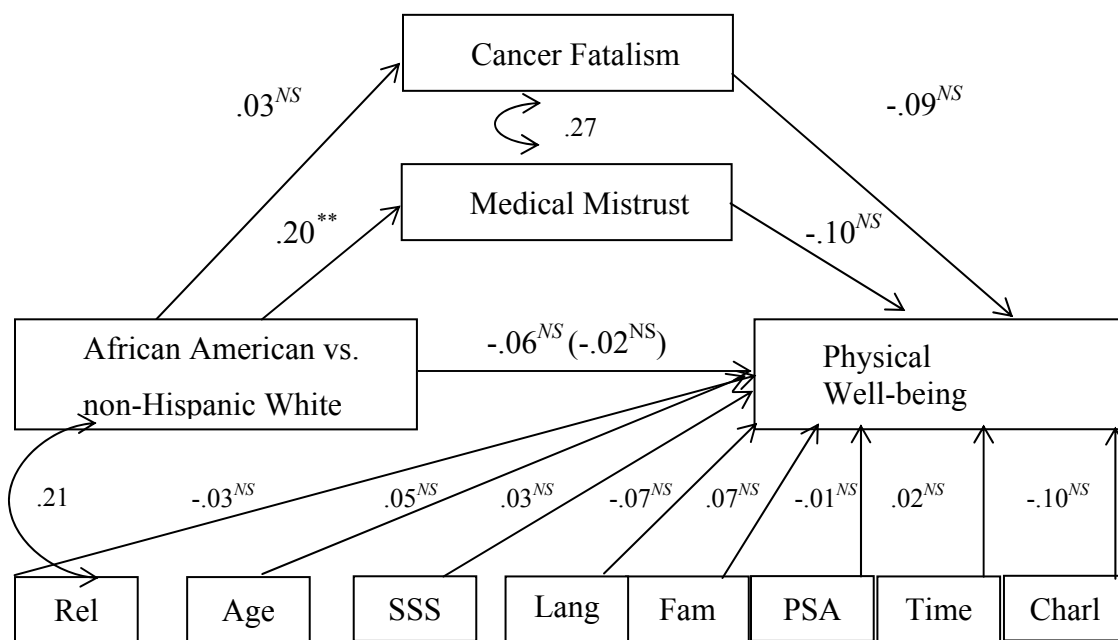 Cancer Fatalism
.03^NS
-.09^NS
.27
Medical Mistrust
.20**
-.10^NS
African American vs.
non-Hispanic White
-.06^NS (-.02^NS)
Physical
Well-being
.21
-.03^NS
.05^NS
.03^NS
-.07^NS
.07^NS
-.01^NS
.02^NS
-.10^NS
Rel
Age
SSS
Lang
Fam
PSA
Time
Charl